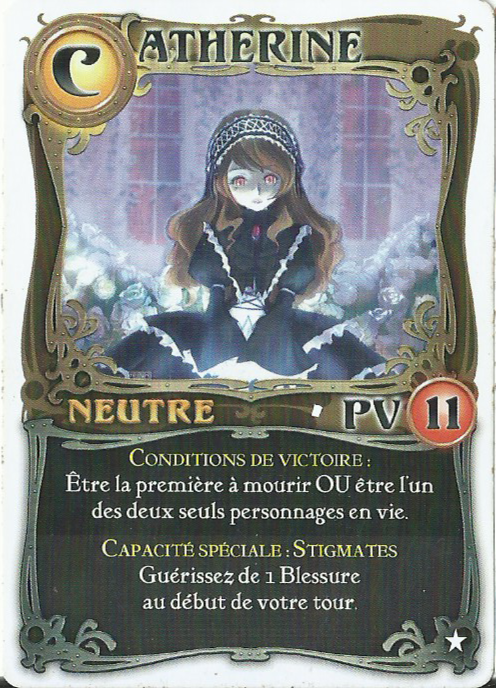 CATHERINE
NEUTRE PV 11
CONDITIONS DE VICTOIRE :
Être la première à mourir OU être l'un
des deux seuls personnages en vie.
CAPACITÉ SPÉCIALE : STIGMATES
Guérissez de 1 Blessure
au début de votre tour.